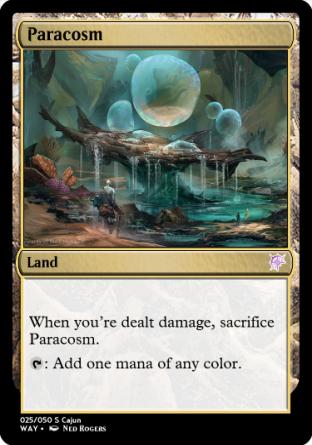 Paracosm
Land
When you're dealt damage, sacrifice
Paracosm.
: Add one mana of any color.
025/050 S Cajun
WAY • Ned Rogers